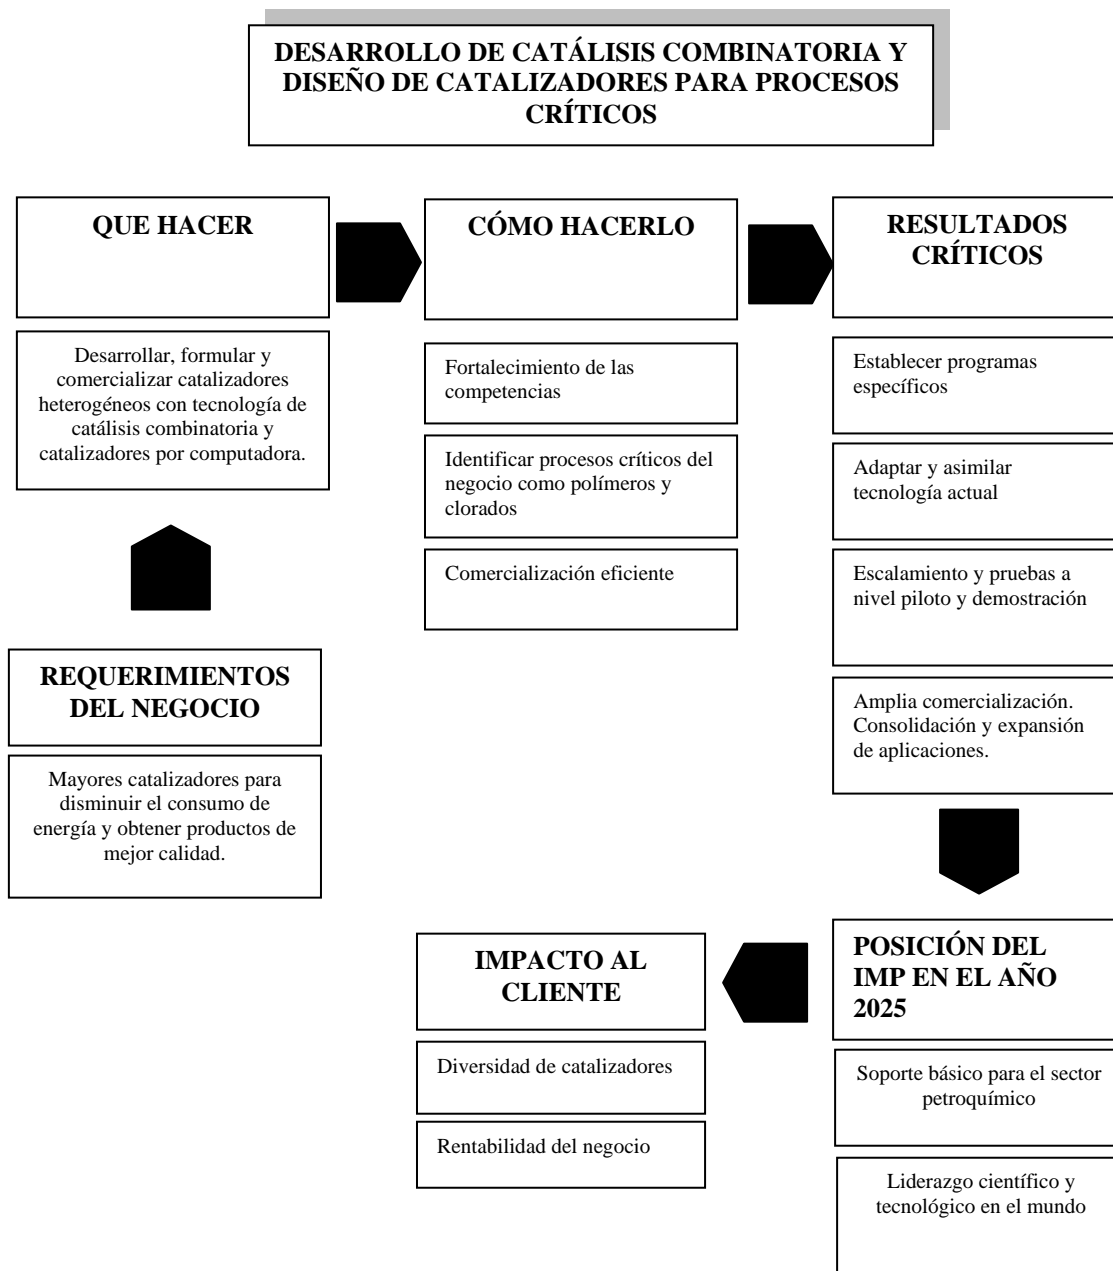 DESARROLLO DE CATÁLISIS COMBINATORIA Y
DISEÑO DE CATALIZADORES PARA PROCESOS
CRÍTICOS
QUE HACER
Desarrollar, formular y
comercializar catalizadores
heterogéneos con tecnología de
catálisis combinatoria y
catalizadores por computadora.
CÓMO HACERLO
Fortalecimiento de las
competencias
Identificar procesos críticos del
negocio como polímeros y
clorados
Comercialización eficiente
RESULTADOS
CRÍTICOS
Establecer programas
específicos
Adaptar y asimilar
tecnología actual
Escalamiento y pruebas a
nivel piloto y demostración
Amplia comercialización.
Consolidación y expansión
de aplicaciones.
REQUERIMIENTOS
DEL NEGOCIO
Mayores catalizadores para
disminuir el consumo de
energía y obtener productos de
mejor calidad.
IMPACTO AL
CLIENTE
Diversidad de catalizadores
Rentabilidad del negocio
POSICIÓN DEL
IMP EN EL AÑO
2025
Soporte básico para el sector
petroquímico
Liderazgo científico y
tecnológico en el mundo